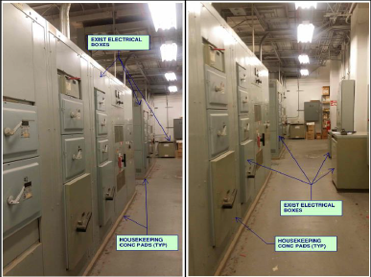 EXIST ELECTRICAL
BOXES
HOUSEKEEPING
CONC PADS (TYP)
EXIST ELECTRICAL
BOXES
HOUSEKEEPING
CONC PADS (TYP)